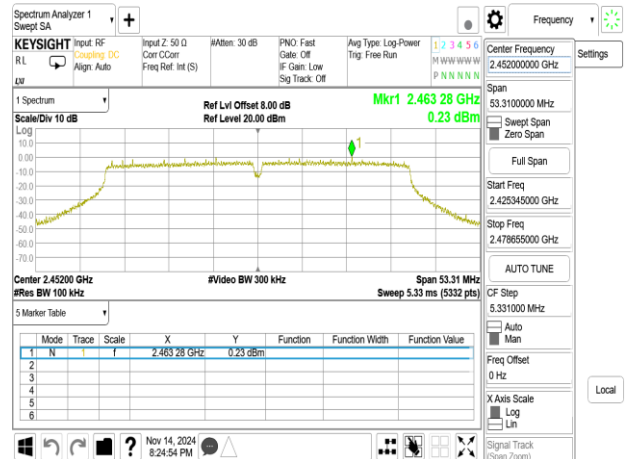 Spectrum Analyzer 1
Swept SA
Frequency
KEYSIGHT
RL
Input: RF
Coupling: DC
Align: Auto
Input Z: 50 Ω
Corr CCorr
Freq Ref: Int (S)
#Atten: 30 dB
PNO: Fast
Gate: Off
IF Gain: Low
Sig Track: Off
Avg Type: Log-Power
Trig: Free Run
1 2 3 4 5 6
M W W W W W
P N N N N N
Settings
Center Frequency
2.452000000 GHz
Span
53.3100000 MHz
Swept Span
Zero Span
Full Span
Start Freq
2.425345000 GHz
Stop Freq
2.478655000 GHz
AUTO TUNE
CF Step
5.331000 MHz
Auto
Man
Freq Offset
0 Hz
X Axis Scale
Log
Lin
Signal Track
(Span Zoom)
Local
1 Spectrum
Scale/Div 10 dB
Ref Lvl Offset 8.00 dB
Ref Level 20.00 dBm
Mkr1 2.463 28 GHz
0.23 dBm
Log
10.0
0.00
-10.0
-20.0
-30.0
-40.0
-50.0
-60.0
-70.0
1
Center 2.45200 GHz
#Video BW 300 kHz
Span 53.31 MHz
#Res BW 100 kHz
Sweep 5.33 ms (5332 pts)
5 Marker Table
Mode Trace Scale X Y Function Function Width Function Value
1 N 1 f 2.463 28 GHz 0.23 dBm
2
3
4
5
6
?
Nov 14, 2024
8:24:54 PM